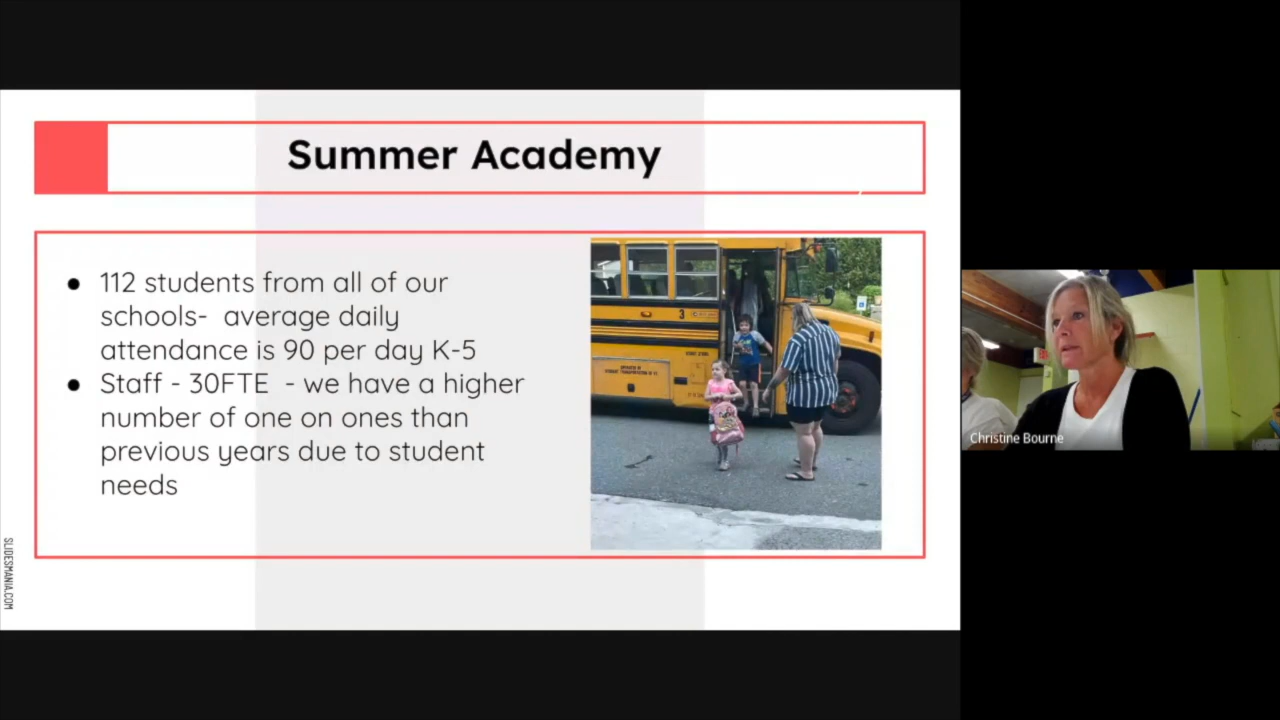 Summer Academy
● 112 students from all of our
schools- average daily
attendance is 90 per day K-5
● Staff - 30FTE - we have a higher
number of one on ones than
previous years due to student
needs
3
SLIDESMANIA.COM
Christine Bourne